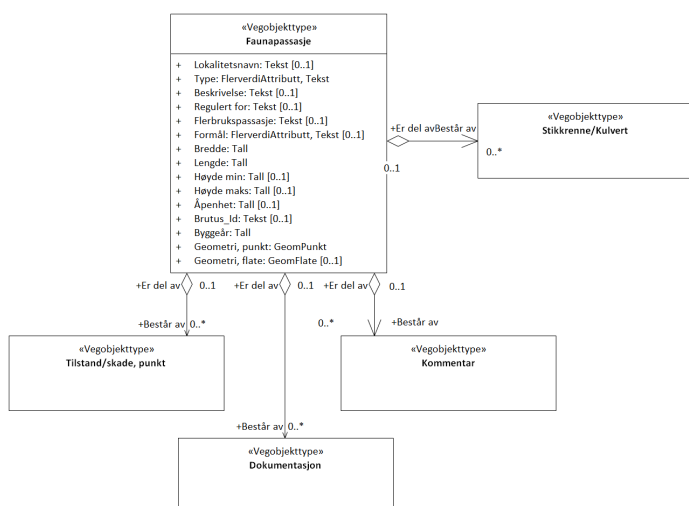 «Vegobjekttype»
Faunapassasje
+ Lokalitetsnavn: Tekst [0..1]
+ Type: FlerverdiAttributt, Tekst
+ Beskrivelse: Tekst [0..1]
+ Regulert for: Tekst [0..1]
+ Flerbrukspassasje: Tekst [0..1]
+ Formål: FlerverdiAttributt, Tekst [0..1]
+ Bredde: Tall
+ Lengde: Tall
+ Høyde min: Tall [0..1]
+ Høyde maks: Tall [0..1]
+ Åpenhet: Tall [0..1]
+ Brutus_Id: Tekst [0..1]
+ Byggeår: Tall
+ Geometri, punkt: GeomPunkt
+ Geometri, flate: GeomFlate [0..1]
+Er del av Består av
0..1
0..*
«Vegobjekttype»
Stikkrenne/Kulvert
+Er del av 0..1
+Er del av 0..1
+Er del av 0..1
+Består av 0..*
0..* +Består av
«Vegobjekttype»
Tilstand/skade, punkt
«Vegobjekttype»
Kommentar
+Består av 0..*
«Vegobjekttype»
Dokumentasjon